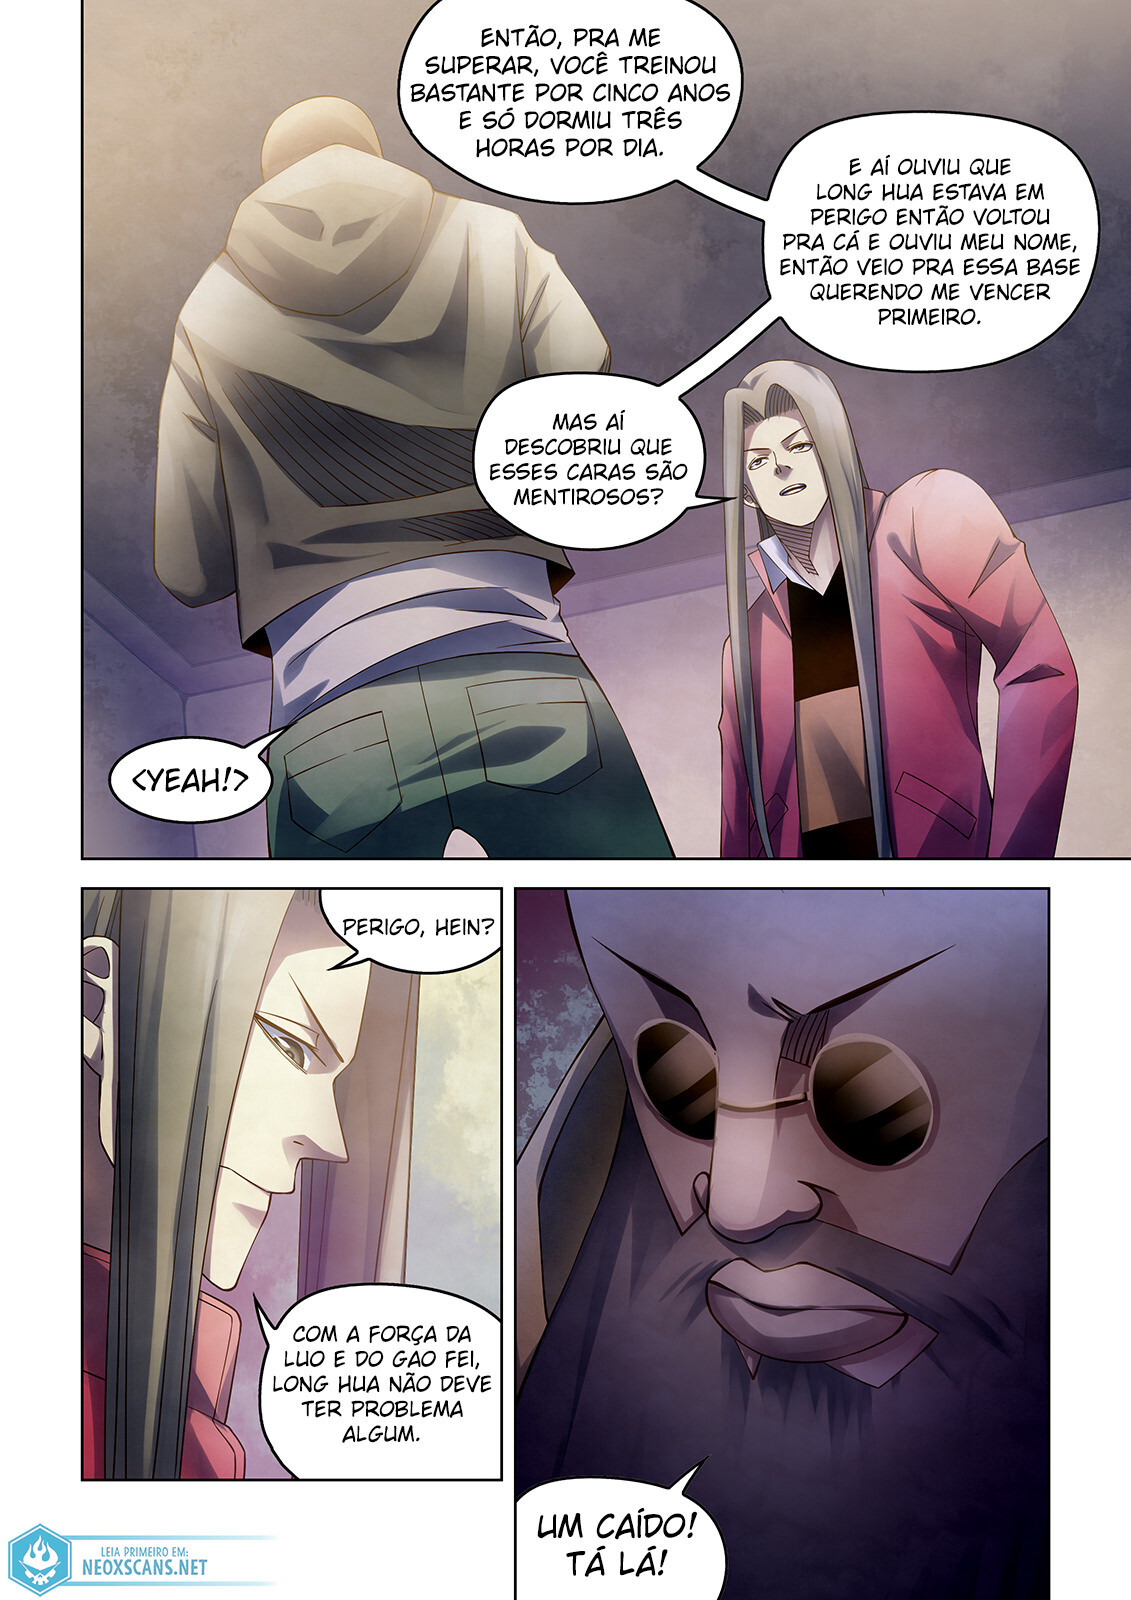 ENTÃO, PRA ME
SUPERAR, VOCÊ TREINOU
BASTANTE POR CINCO ANOS
E SÓ DORMIU TRÊS
HORAS POR DIA.
E AÍ OUVIU QUE
LONG HUA ESTAVA EM
PERIGO ENTÃO VOLTOU
PRA CÁ E OUVIU MEU NOME,
ENTÃO VEIO PRA ESSA BASE
QUERENDO ME VENCER
PRIMEIRO.
MAS AÍ
DESCOBRIU QUE
ESSES CARAS SÃO
MENTIROSOS?
<YEAH!>
PERIGO, HEIN?
COM A FORÇA DA
LUO E DO GAO FEI,
LONG HUA NÃO DEVE
TER PROBLEMA
ALGUM.
UM CAÍDO!
TÁ LÁ!
LEIA PRIMEIRO EM:
NEOXSCANS.NET